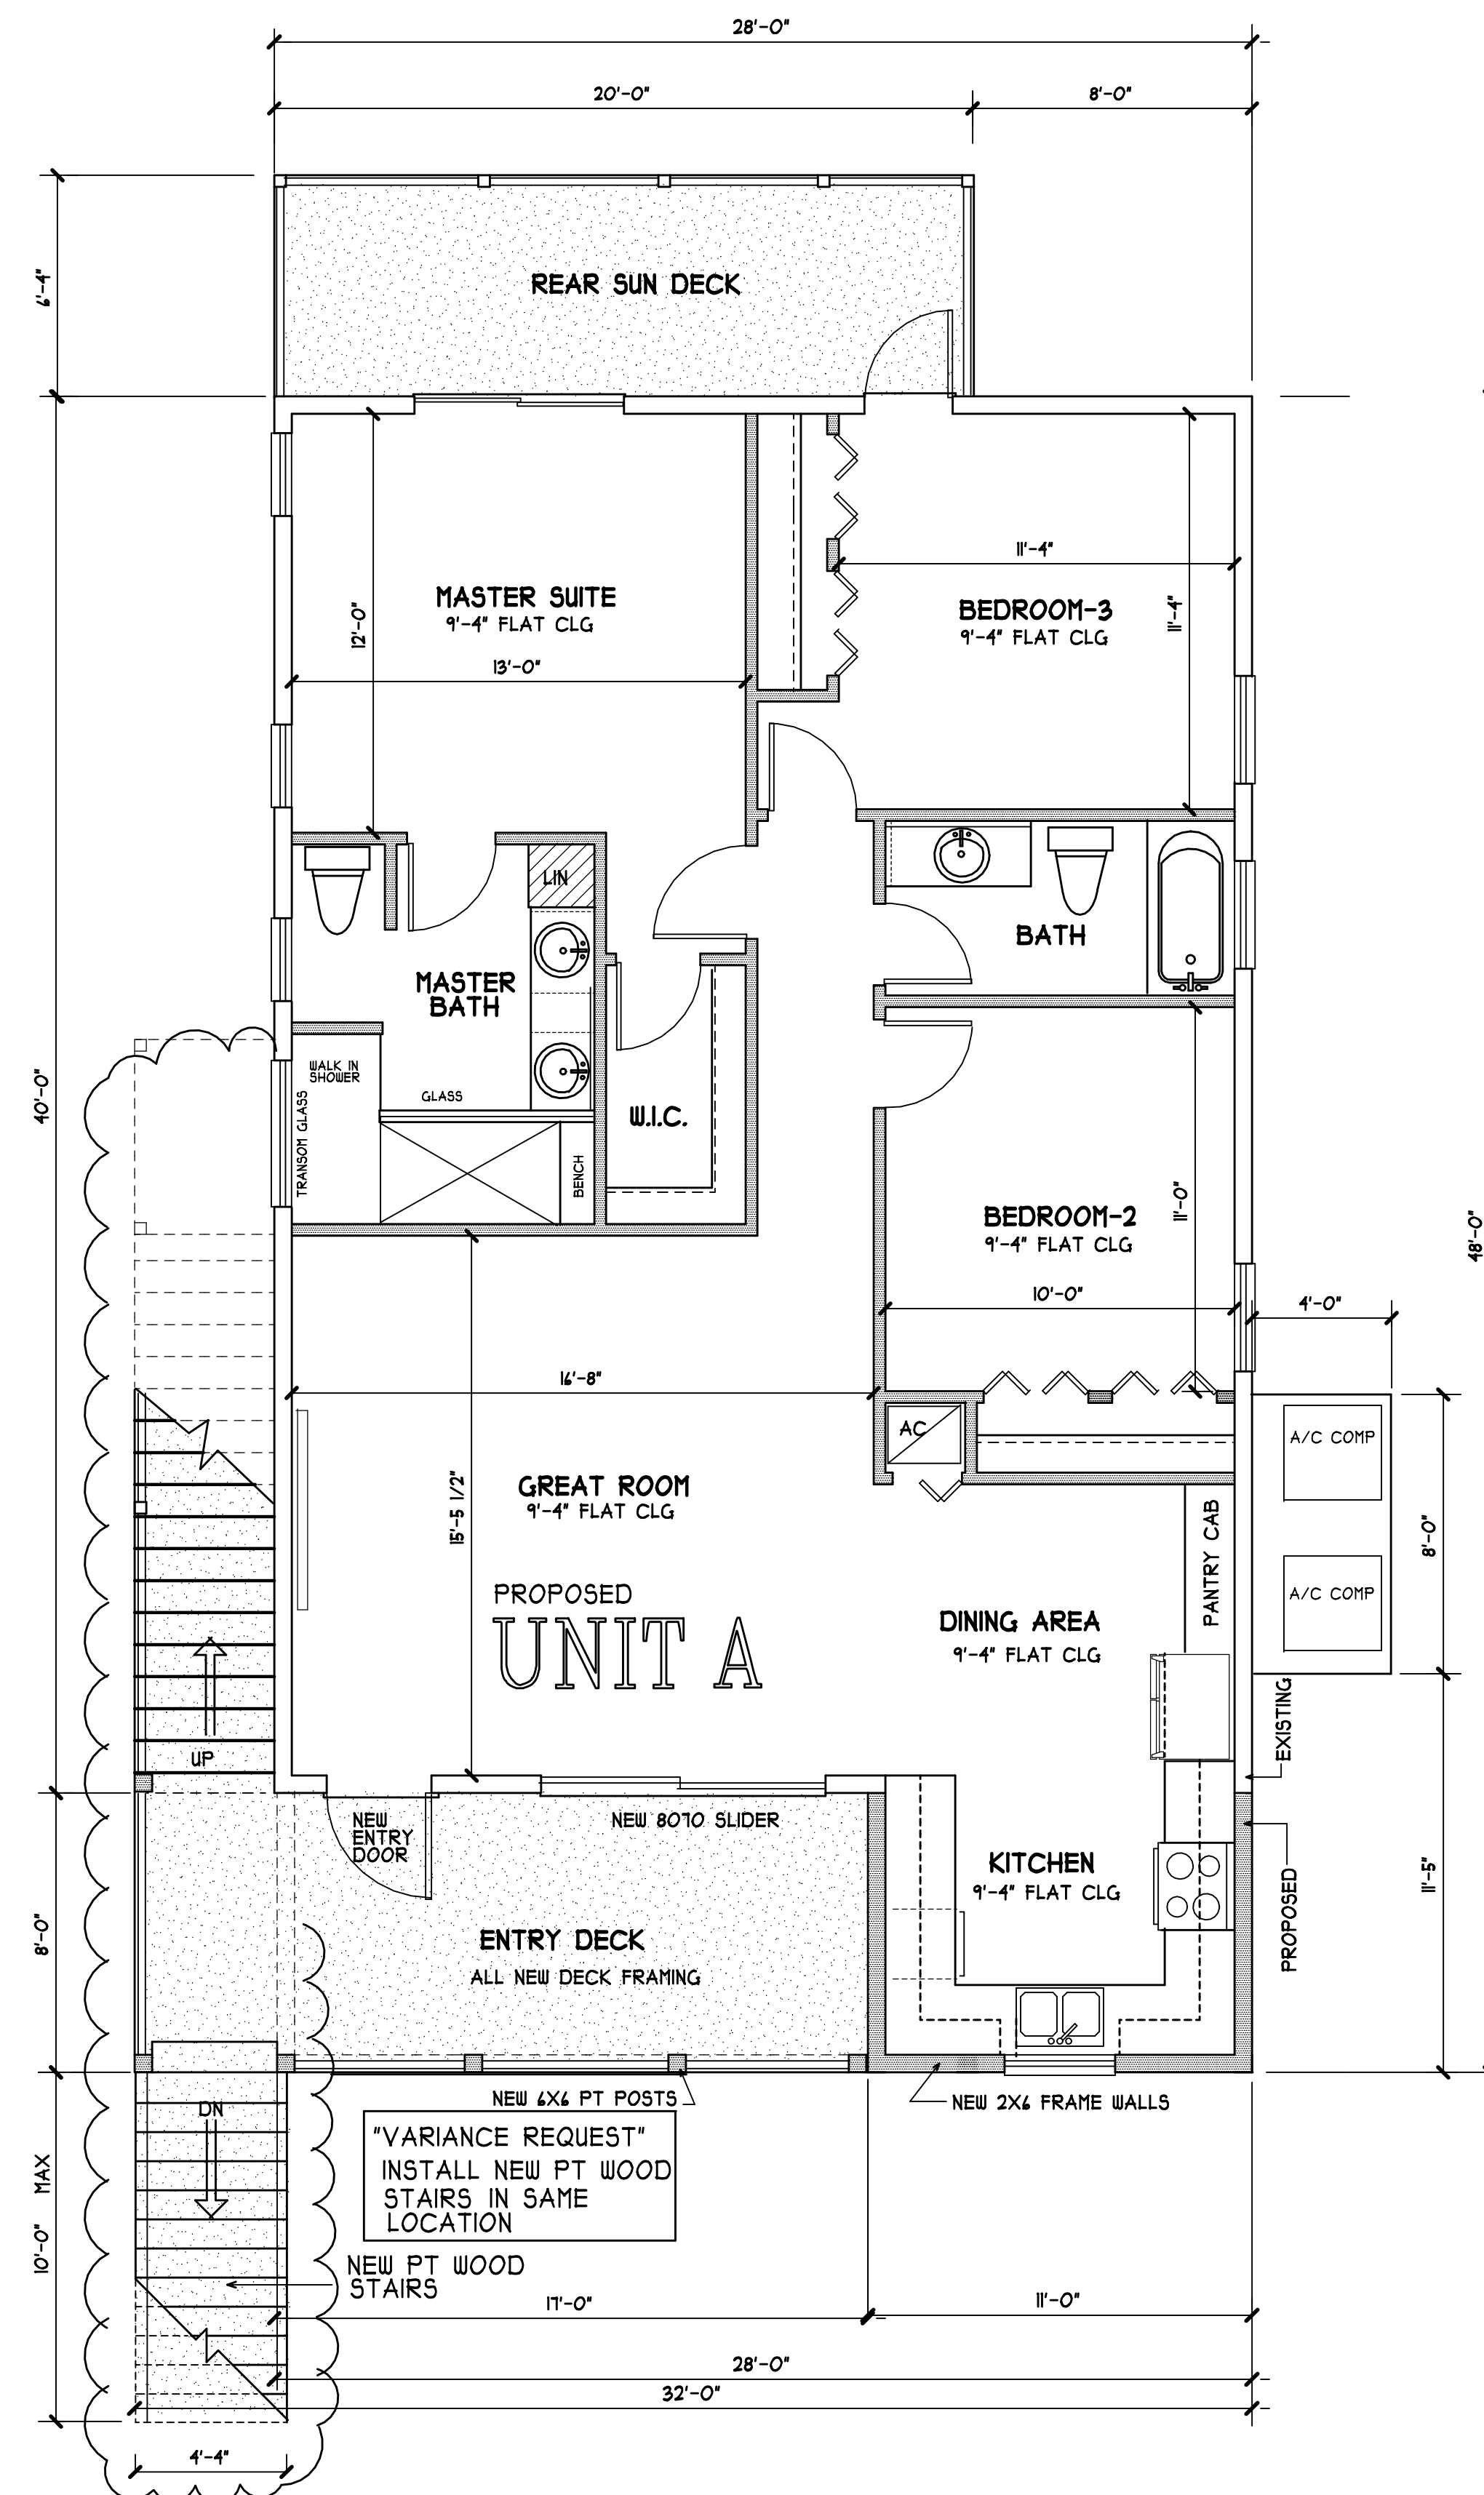 28'-0"
20'-0"
8'-0"
6'-4"
REAR SUN DECK
11'-4"
MASTER SUITE
9'-4" FLAT CLG
12'-0"
13'-0"
BEDROOM-3
9'-4" FLAT CLG
11'-4"
LIN
BATH
MASTER
BATH
WALK IN
SHOWER
GLASS
TRANSOM GLASS
BENCH
W.I.C.
40'-0"
BEDROOM-2
9'-4" FLAT CLG
11'-0"
10'-0"
48'-0"
4'-0"
16'-8"
AC
A/C COMP
GREAT ROOM
9'-4" FLAT CLG
15'-5 1/2"
PANTRY CAB
8'-0"
A/C COMP
PROPOSED
UNIT A
DINING AREA
9'-4" FLAT CLG
EXISTING
UP
NEW
ENTRY
DOOR
NEW 8070 SLIDER
KITCHEN
9'-4" FLAT CLG
PROPOSED
11'-5"
8'-0"
ENTRY DECK
ALL NEW DECK FRAMING
NEW 6X6 PT POSTS
NEW 2X6 FRAME WALLS
DN
"VARIANCE REQUEST"
INSTALL NEW PT WOOD
STAIRS IN SAME
LOCATION
10'-0" MAX
NEW PT WOOD
STAIRS
17'-0"
11'-0"
28'-0"
32'-0"
4'-4"